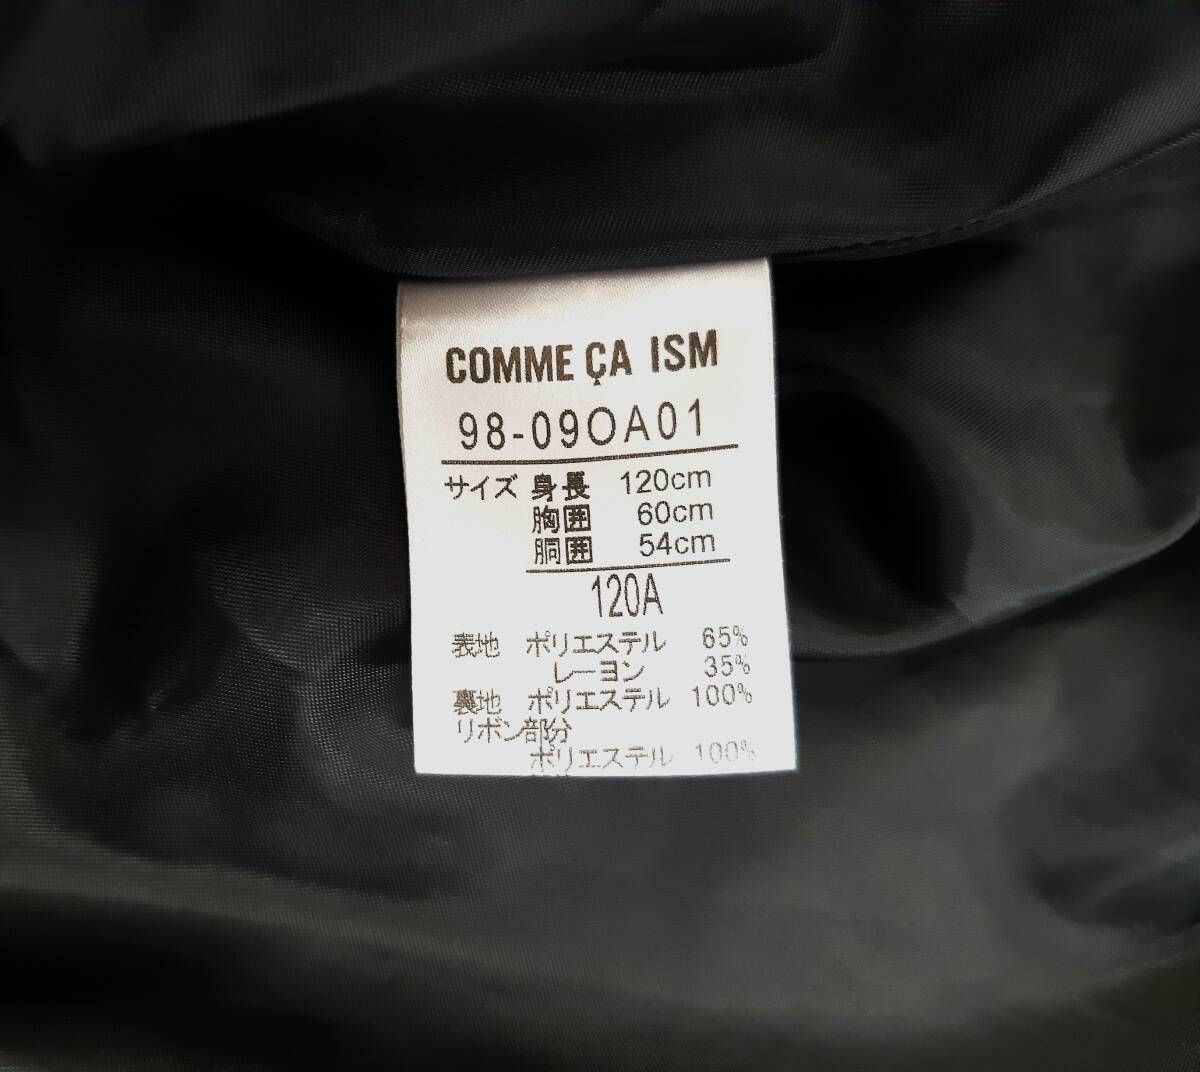 COMME ÇA ISM
98-09OA01
サイズ 身長 120cm
胸囲 60cm
胴囲 54cm
120A
表地 ポリエステル 65%
レーヨン 35%
裏地 ポリエステル 100%
リボン部分
ポリエステル 100%